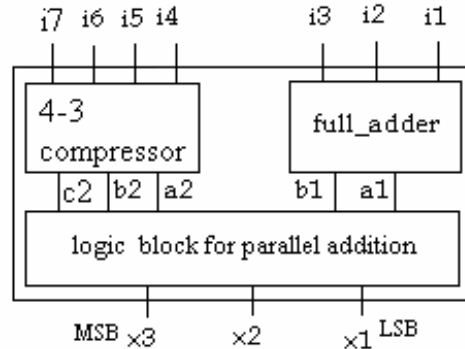 i7 i6 i5 i4 i3 i2 i1
4-3 compressor
full_adder
c2 b2 a2 b1 a1
logic block for parallel addition
MSB x3 x2 x1 LSB